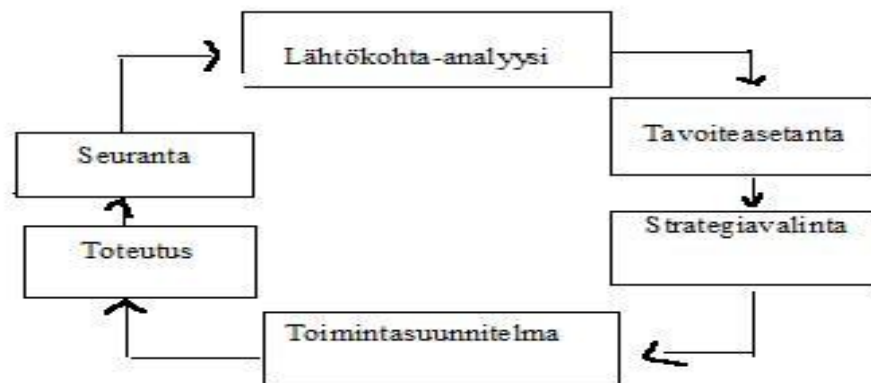 Lähtökohta-analyysi
Tavoiteasetanta
Strategiavalinta
Toimintasuunnitelma
Toteutus
Seuranta